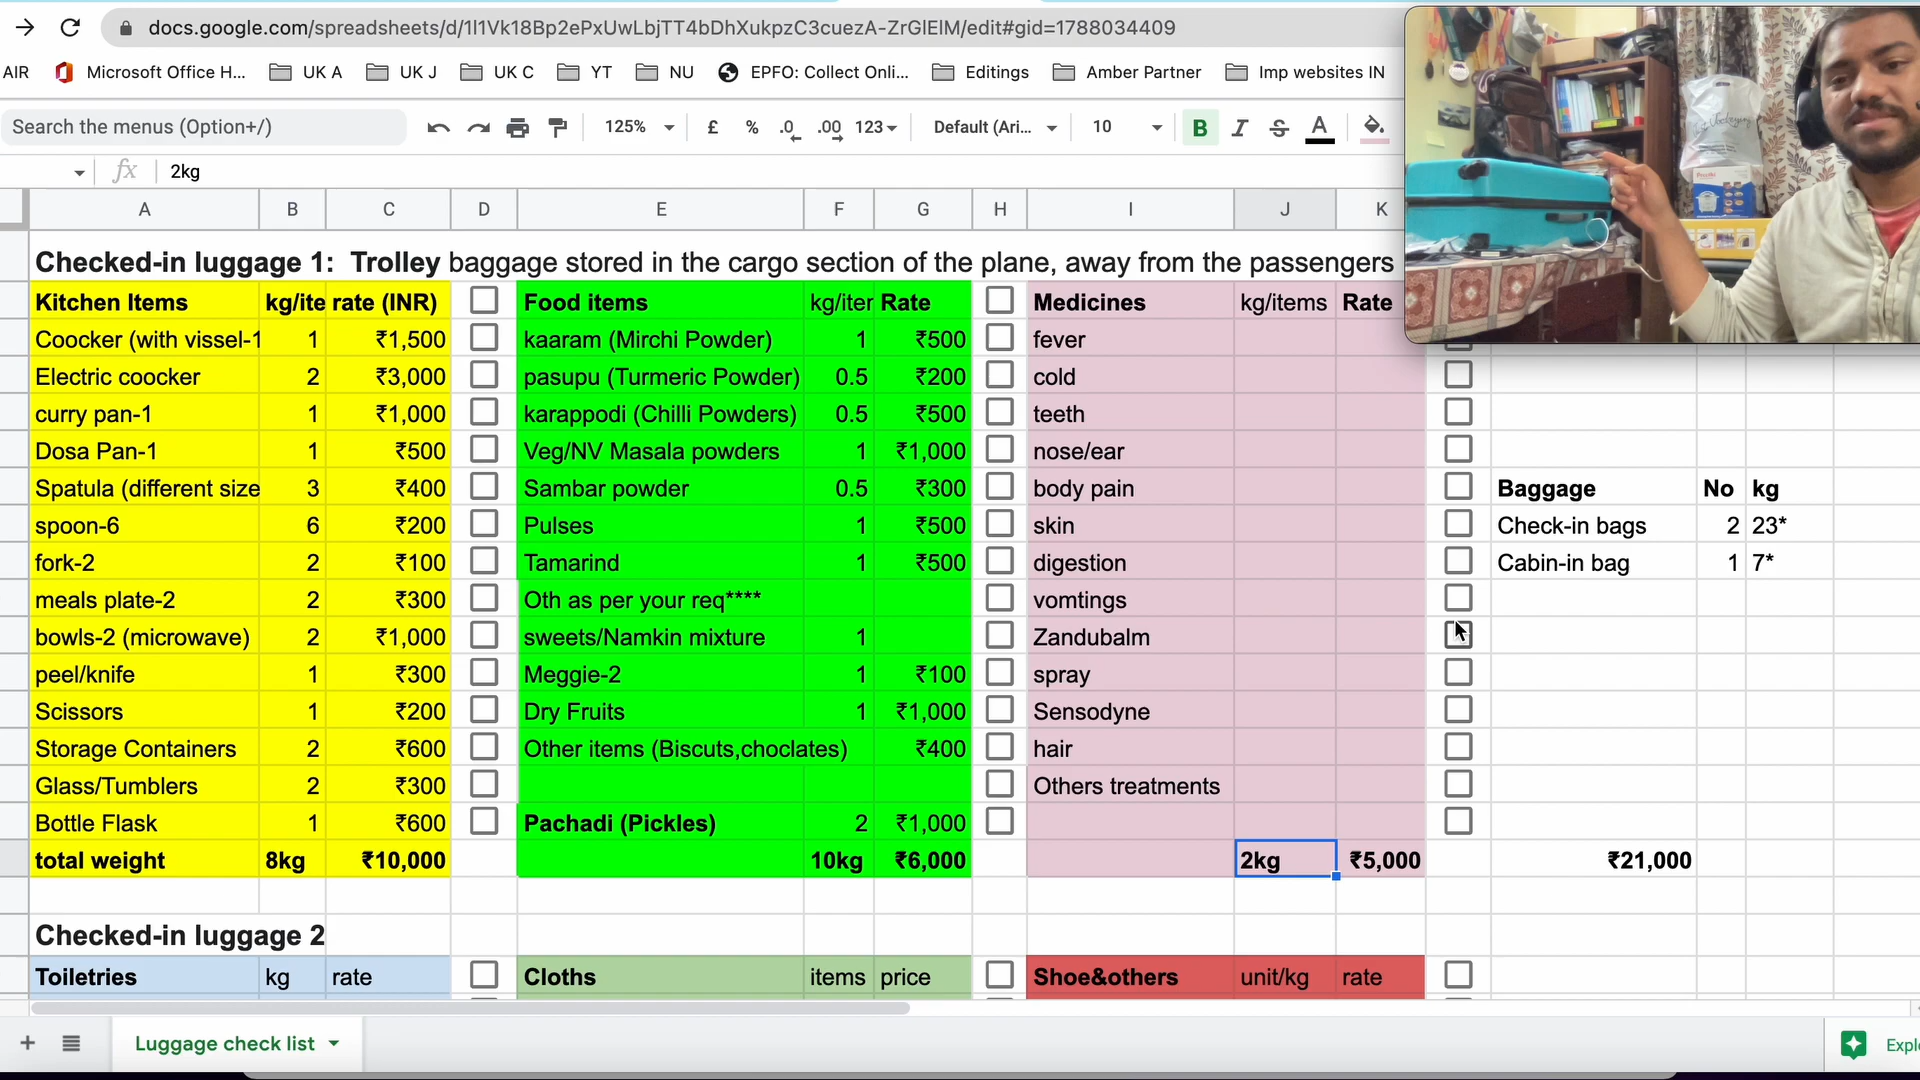 docs.google.com/spreadsheets/d/1I1Vk18Bp2ePxUwLbjTT4bDhXukpzC3cuezA-ZrGlElM/edit#gid=1788034409
AIR Microsoft Office H... UK A UK J UK C YT NU EPFO: Collect Onli... Editings Amber Partner Imp websites IN
Search the menus (Option+/) 125% £ % .0 .00 123 Default (Ari... 10 B I S A
fx 2kg
A B C D E F G H I J K
Checked-in luggage 1: Trolley baggage stored in the cargo section of the plane, away from the passengers
Kitchen Items kg/ite rate (INR) Food items kg/iter Rate Medicines kg/items Rate
Coocker (with vissel-1 1 ₹1,500 kaaram (Mirchi Powder) 1 ₹500 fever
Electric coocker 2 ₹3,000 pasupu (Turmeric Powder) 0.5 ₹200 cold
curry pan-1 1 ₹1,000 karappodi (Chilli Powders) 0.5 ₹500 teeth
Dosa Pan-1 1 ₹500 Veg/NV Masala powders 1 ₹1,000 nose/ear
Spatula (different size 3 ₹400 Sambar powder 0.5 ₹300 body pain Baggage No kg
spoon-6 6 ₹200 Pulses 1 ₹500 skin Check-in bags 2 23*
fork-2 2 ₹100 Tamarind 1 ₹500 digestion Cabin-in bag 1 7*
meals plate-2 2 ₹300 Oth as per your req**** vomtings
bowls-2 (microwave) 2 ₹1,000 sweets/Namkin mixture 1 Zandubalm
peel/knife 1 ₹300 Meggie-2 1 ₹100 spray
Scissors 1 ₹200 Dry Fruits 1 ₹1,000 Sensodyne
Storage Containers 2 ₹600 Other items (Biscuts,choclates) ₹400 hair
Glass/Tumblers 2 ₹300 Others treatments
Bottle Flask 1 ₹600 Pachadi (Pickles) 2 ₹1,000
total weight 8kg ₹10,000 10kg ₹6,000 2kg ₹5,000 ₹21,000
Checked-in luggage 2
Toiletries kg rate Cloths items price Shoe&others unit/kg rate
Luggage check list Explo